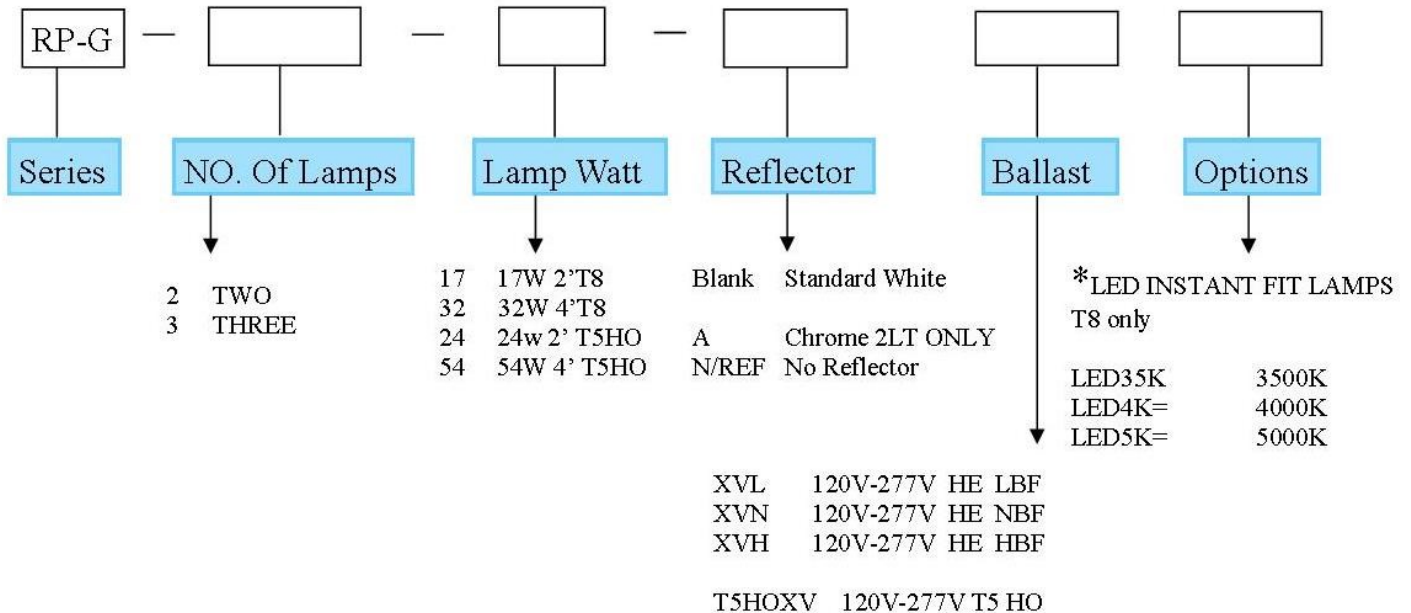 RP-G
Series NO. Of Lamps Lamp Watt Reflector Ballast Options
2 TWO
3 THREE
17 17W 2’T8
32 32W 4’T8
24 24w 2’ T5HO
54 54W 4’ T5HO
Blank Standard White
A Chrome 2LT ONLY
N/REF No Reflector
*LED INSTANT FIT LAMPS
T8 only
LED35K 3500K
LED4K= 4000K
LED5K= 5000K
XVL 120V-277V HE LBF
XVN 120V-277V HE NBF
XVH 120V-277V HE HBF
T5HOXV 120V-277V T5 HO